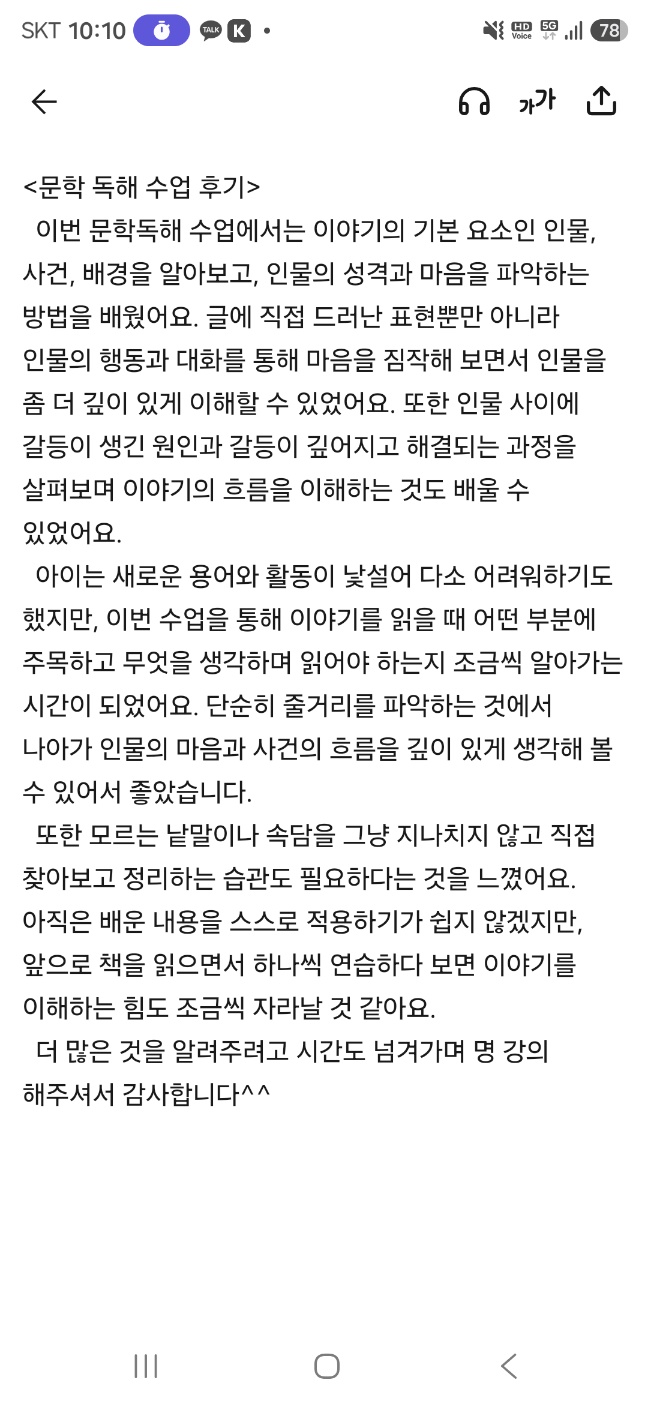 SKT 10:10 TALK K • HD Voice 5G 78
가가
<문학 독해 수업 후기>
이번 문학독해 수업에서는 이야기의 기본 요소인 인물,
사건, 배경을 알아보고, 인물의 성격과 마음을 파악하는
방법을 배웠어요. 글에 직접 드러난 표현뿐만 아니라
인물의 행동과 대화를 통해 마음을 짐작해 보면서 인물을
좀 더 깊이 있게 이해할 수 있었어요. 또한 인물 사이에
갈등이 생긴 원인과 갈등이 깊어지고 해결되는 과정을
살펴보며 이야기의 흐름을 이해하는 것도 배울 수
있었어요.
아이는 새로운 용어와 활동이 낯설어 다소 어려워하기도
했지만, 이번 수업을 통해 이야기를 읽을 때 어떤 부분에
주목하고 무엇을 생각하며 읽어야 하는지 조금씩 알아가는
시간이 되었어요. 단순히 줄거리를 파악하는 것에서
나아가 인물의 마음과 사건의 흐름을 깊이 있게 생각해 볼
수 있어서 좋았습니다.
또한 모르는 낱말이나 속담을 그냥 지나치지 않고 직접
찾아보고 정리하는 습관도 필요하다는 것을 느꼈어요.
아직은 배운 내용을 스스로 적용하기가 쉽지 않겠지만,
앞으로 책을 읽으면서 하나씩 연습하다 보면 이야기를
이해하는 힘도 조금씩 자라날 것 같아요.
더 많은 것을 알려주려고 시간도 넘겨가며 명 강의
해주셔서 감사합니다^^